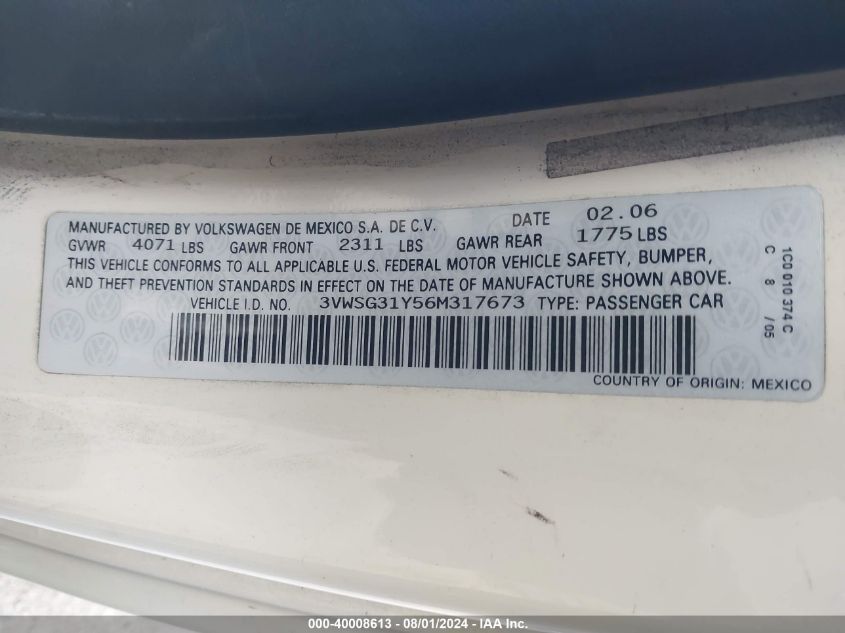 MANUFACTURED BY VOLKSWAGEN DE MEXICO S.A. DE C.V. DATE 02.06
GVWR 4071 LBS GAWR FRONT 2311 LBS GAWR REAR 1775 LBS
THIS VEHICLE CONFORMS TO ALL APPLICABLE U.S. FEDERAL MOTOR VEHICLE SAFETY, BUMPER,
AND THEFT PREVENTION STANDARDS IN EFFECT ON THE DATE OF MANUFACTURE SHOWN ABOVE.
VEHICLE I.D. NO. 3VWSG31Y56M317673 TYPE: PASSENGER CAR
COUNTRY OF ORIGIN: MEXICO
1C0 010 374 C
C 8 /05
000-40008613 - 08/01/2024 - IAA Inc.